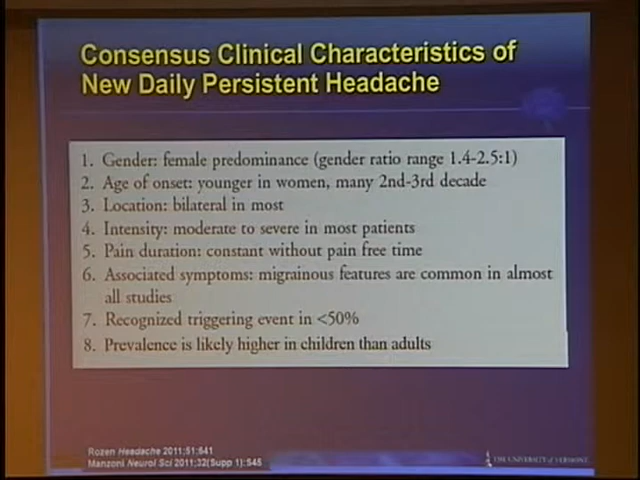 Consensus Clinical Characteristics of
New Daily Persistent Headache
1. Gender: female predominance (gender ratio range 1.4-2.5:1)
2. Age of onset: younger in women, many 2nd-3rd decade
3. Location: bilateral in most
4. Intensity: moderate to severe in most patients
5. Pain duration: constant without pain free time
6. Associated symptoms: migrainous features are common in almost
all studies
7. Recognized triggering event in <50%
8. Prevalence is likely higher in children than adults
Rozen Headache 2011;51:641
Manzoni Neurol Sci 2011;32(Supp 1):S45
THE UNIVERSITY of VERMONT